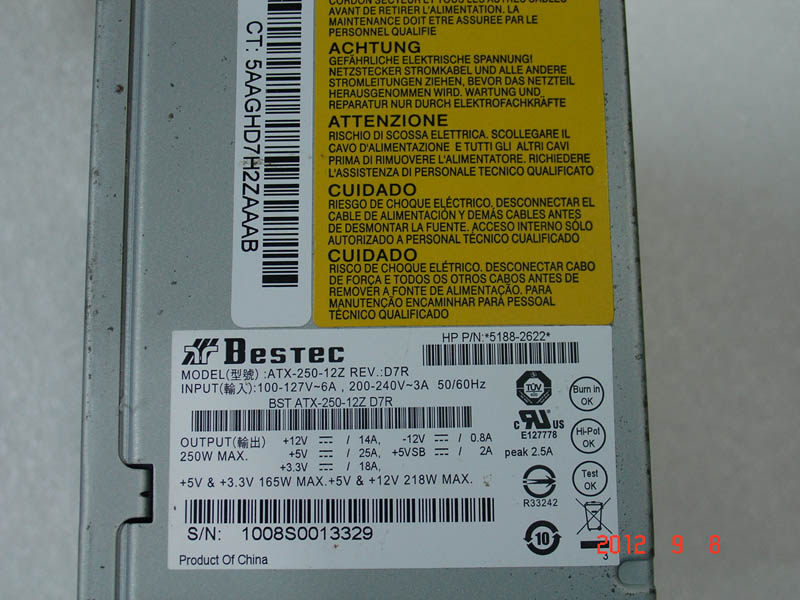 CORDON SECTEUR ET TOUS LES AUTRES CABLES
AVANT DE RETIRER L'ALIMENTATION. LA
MAINTENANCE DOIT ETRE ASSUREE PAR LE
PERSONNEL QUALIFIE
ACHTUNG
GEFÄHRLICHE ELEKTRISCHE SPANNUNG!
NETZSTECKER STROMKABEL UND ALLE ANDERE
STROMLEITUNGEN ZIEHEN, BEVOR DAS NETZTEIL
HERAUSGENOMMEN WIRD. WARTUNG UND
REPARATUR NUR DURCH ELEKTROFACHKRÄFTE
ATTENZIONE
RISCHIO DI SCOSSA ELETTRICA. SCOLLEGARE IL
CAVO D'ALIMENTAZIONE E TUTTI GLI ALTRI CAVI
PRIMA DI RIMUOVERE L'ALIMENTATORE. RICHIEDERE
L'ASSISTENZA DI PERSONALE TECNICO QUALIFICATO
CUIDADO
RIESGO DE CHOQUE ELÉCTRICO. DESCONECTAR EL
CABLE DE ALIMENTACIÓN Y DEMÁS CABLES ANTES
DE DESMONTAR LA FUENTE. ACCESO INTERNO SÓLO
AUTORIZADO A PERSONAL TÉCNICO CUALIFICADO
CUIDADO
RISCO DE CHOQUE ELÉTRICO. DESCONECTAR CABO
DE FORÇA E TODOS OS OUTROS CABOS ANTES DE
REMOVER A FONTE DE ALIMENTAÇÃO. PARA
MANUTENÇÃO ENCAMINHAR PARA PESSOAL
TÉCNICO QUALIFICADO
CT: 5AAGHD7H2ZAAAB
BESTEC
HP P/N:*5188-2622*
MODEL(型號):ATX-250-12Z REV.:D7R
INPUT(輸入):100-127V~6A , 200-240V~3A 50/60Hz
BST ATX-250-12Z D7R
OUTPUT(輸出) +12V / 14A, -12V / 0.8A
250W MAX. +5V / 25A, +5VSB / 2A peak 2.5A
+3.3V / 18A,
+5V & +3.3V 165W MAX.+5V & +12V 218W MAX.
S/N: 1008S0013329
Product Of China
TÜV
C UL US
E127778
R33242
10
Burn in
OK
Hi-Pot
OK
Test
OK
3
2012 9 8